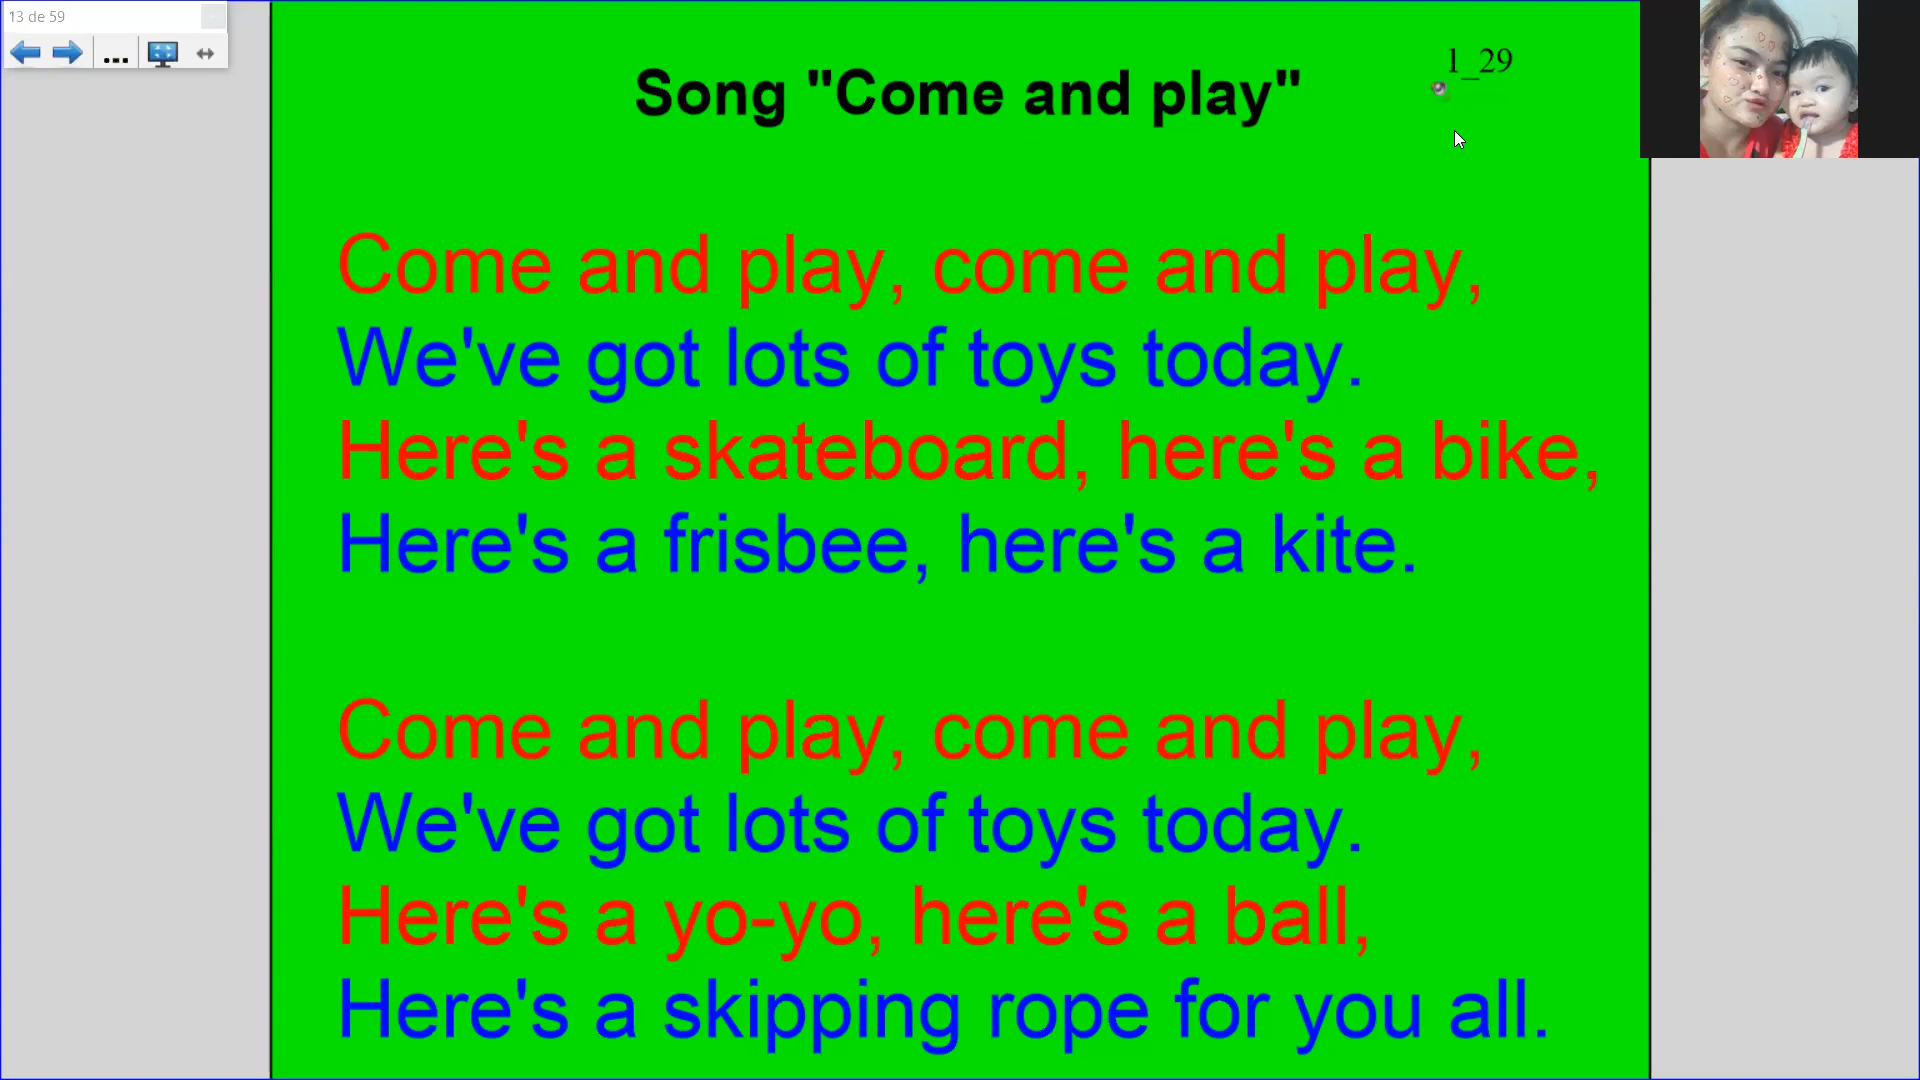 13 de 59
1_29
Song "Come and play"
Come and play, come and play,
We've got lots of toys today.
Here's a skateboard, here's a bike,
Here's a frisbee, here's a kite.
Come and play, come and play,
We've got lots of toys today.
Here's a yo-yo, here's a ball,
Here's a skipping rope for you all.